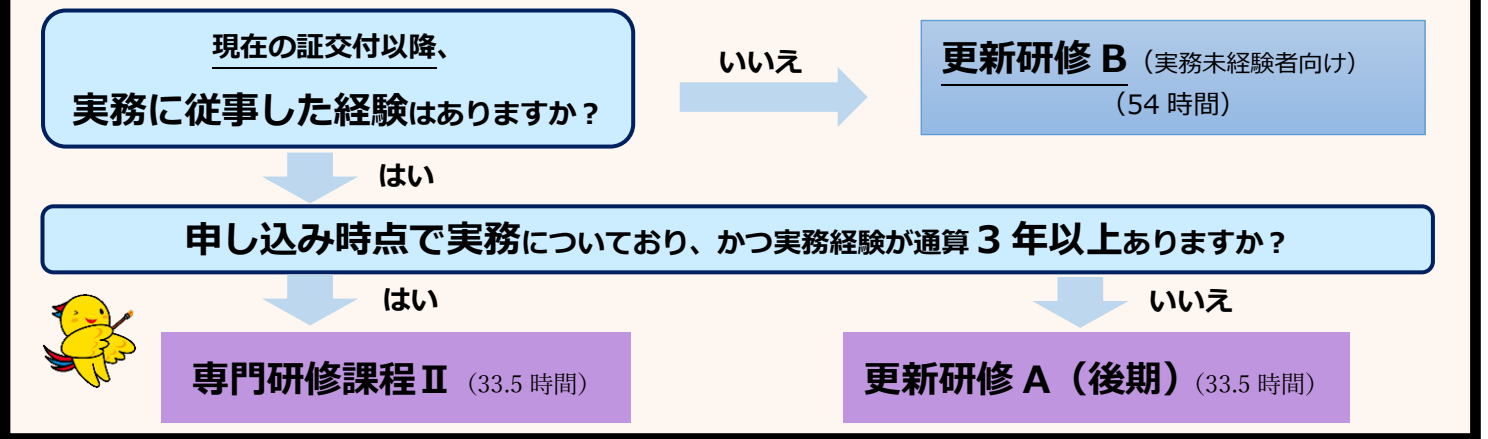 現在の証交付以降、
実務に従事した経験はありますか？
いいえ
更新研修 B（実務未経験者向け）
（54 時間）
はい
申し込み時点で実務についており、かつ実務経験が通算 3 年以上ありますか？
はい
いいえ
専門研修課程Ⅱ（33.5 時間）
更新研修 A（後期）（33.5 時間）